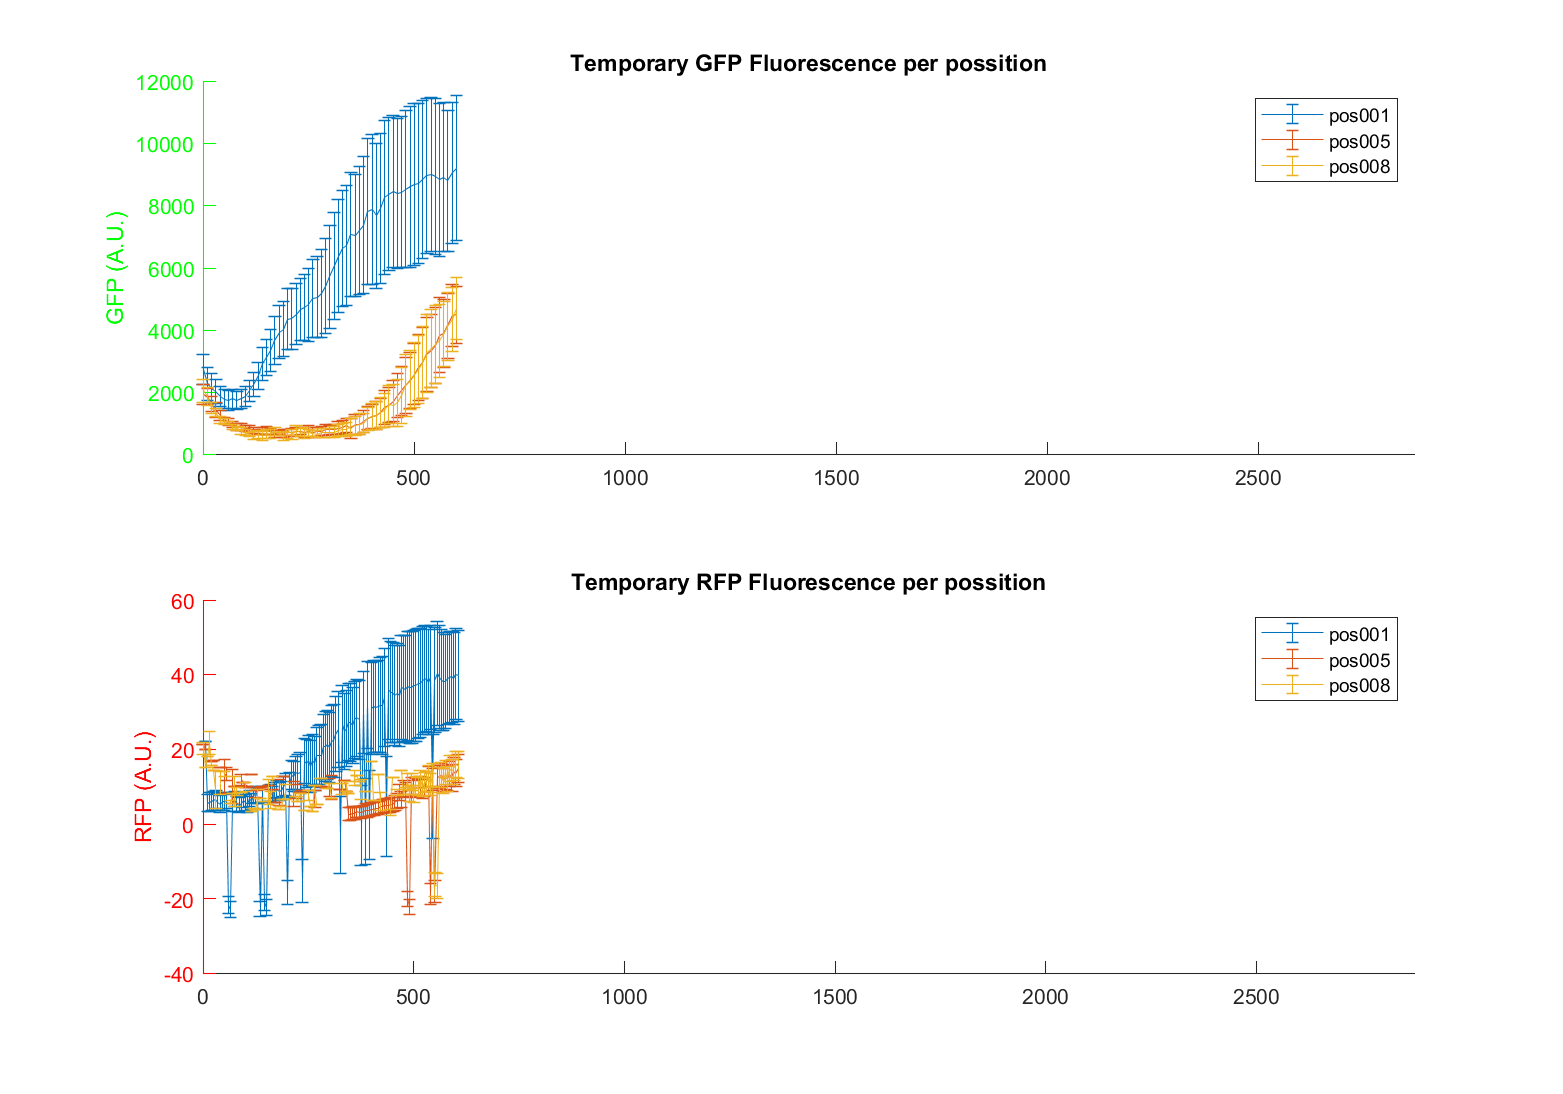 Temporary GFP Fluorescence per possition
12000
10000
8000
6000
4000
2000
0
GFP (A.U.)
0 500 1000 1500 2000 2500
pos001
pos005
pos008
Temporary RFP Fluorescence per possition
60
40
20
0
-20
-40
RFP (A.U.)
0 500 1000 1500 2000 2500
pos001
pos005
pos008